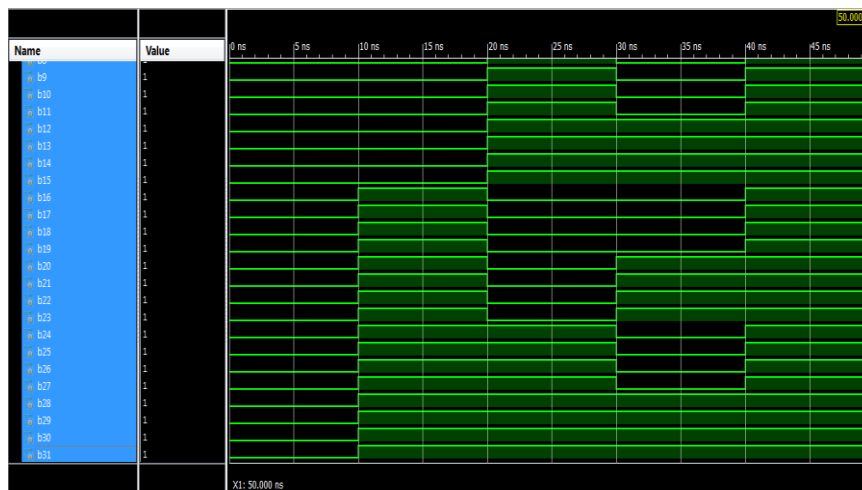 50.000
Name Value 0 ns 5 ns 10 ns 15 ns 20 ns 25 ns 30 ns 35 ns 40 ns 45 ns
b9 1
b10 1
b11 1
b12 1
b13 1
b14 1
b15 1
b16 1
b17 1
b18 1
b19 1
b20 1
b21 1
b22 1
b23 1
b24 1
b25 1
b26 1
b27 1
b28 1
b29 1
b30 1
b31 1
X1: 50.000 ns